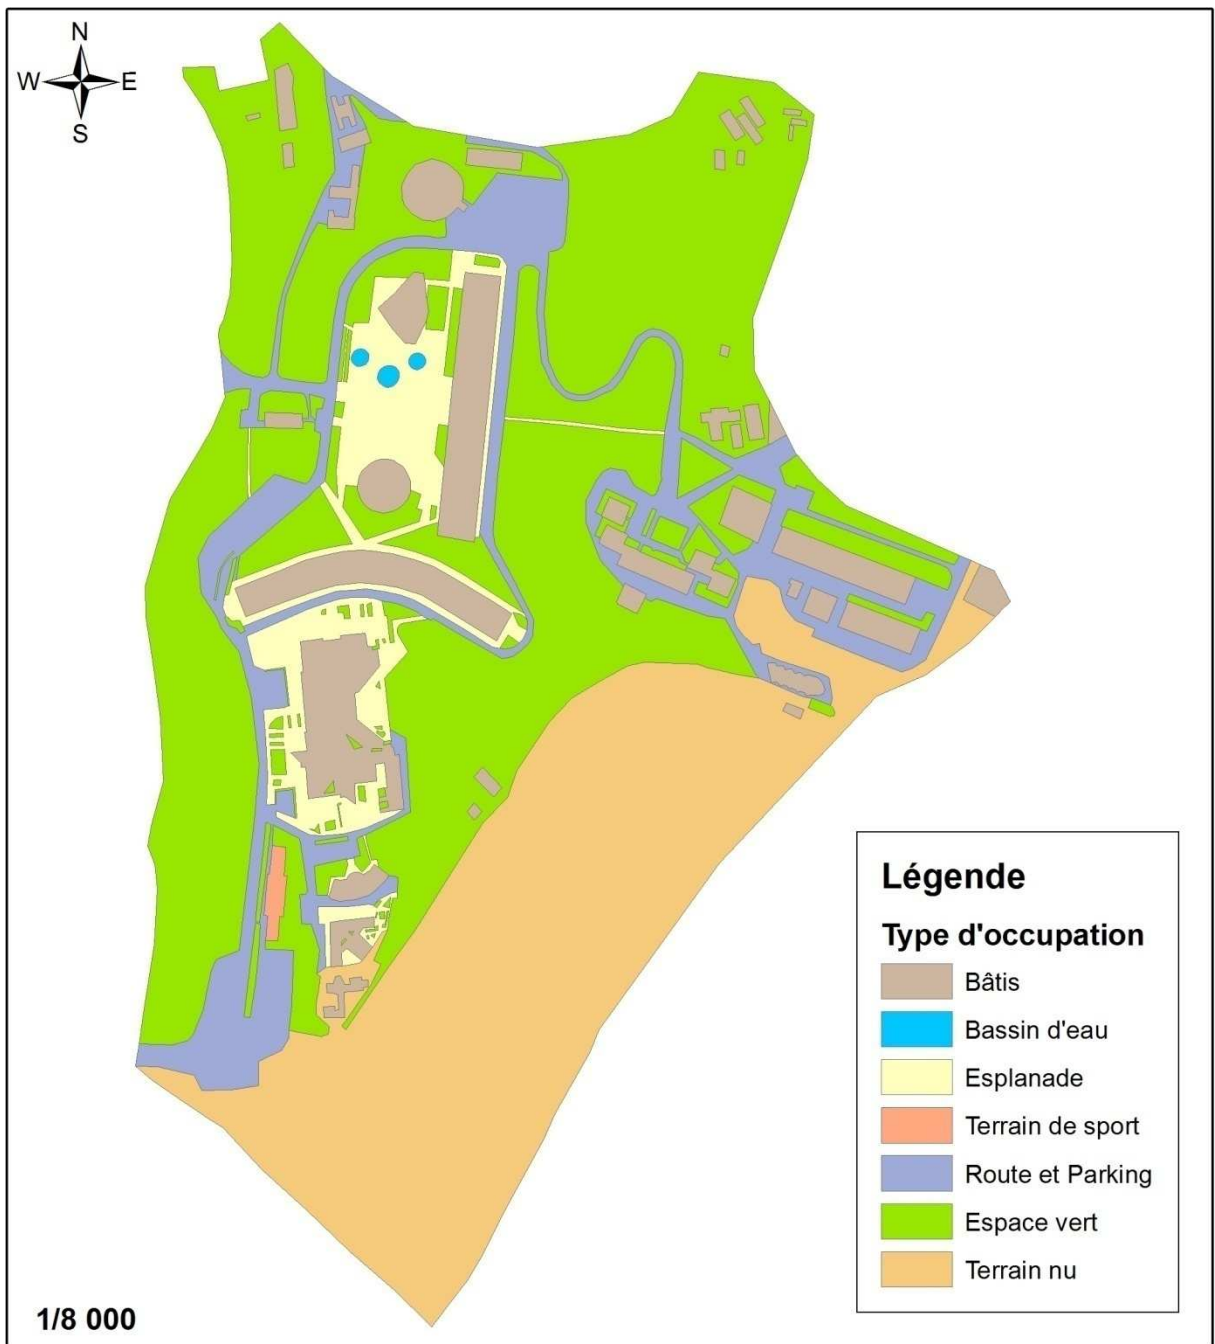 N
W E
S
Légende
Type d'occupation
Bâtis
Bassin d'eau
Esplanade
Terrain de sport
Route et Parking
Espace vert
Terrain nu
1/8 000